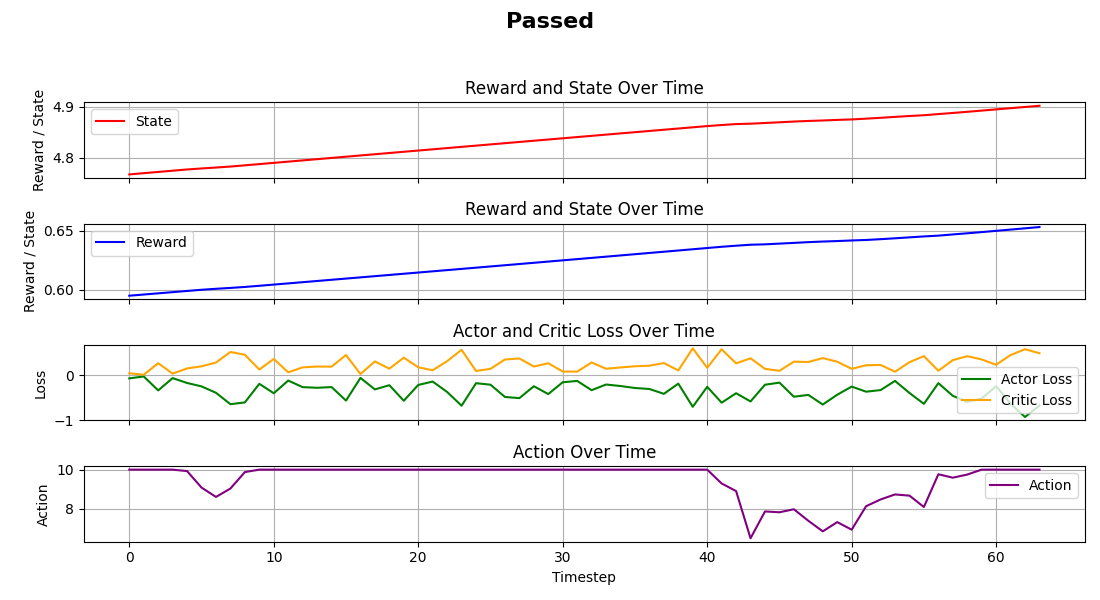 Passed
Reward and State Over Time
Reward / State
4.9
4.8
State
Reward and State Over Time
Reward / State
0.65
0.60
Reward
Actor and Critic Loss Over Time
Loss
0
−1
Actor Loss
Critic Loss
Action Over Time
Action
10
8
Action
0 10 20 30 40 50 60
Timestep